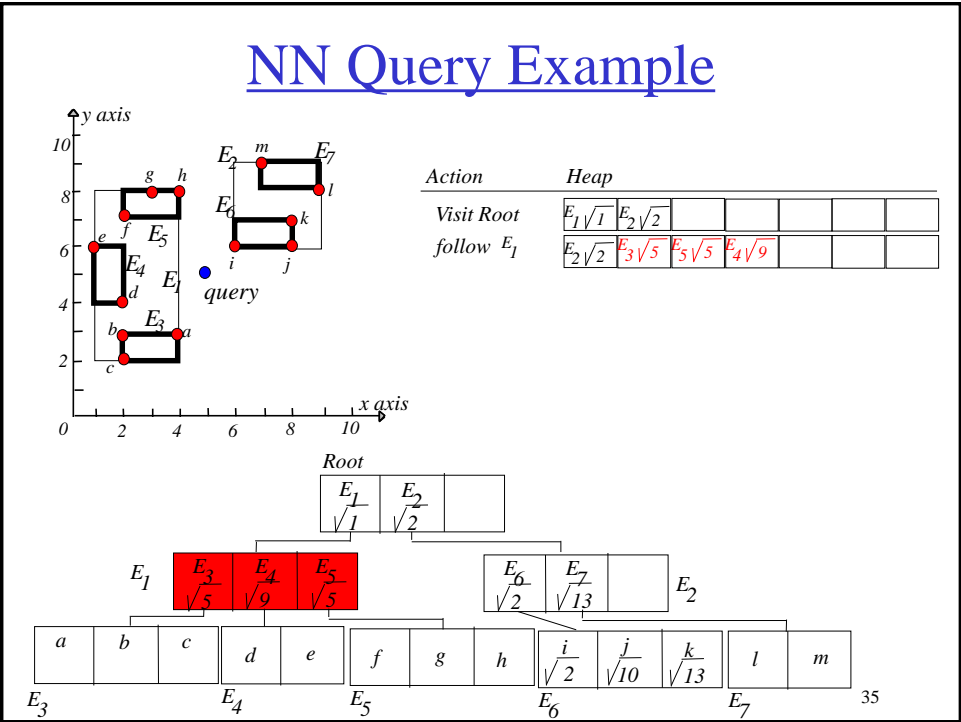 NN Query Example
y axis
10
8
6
4
2
0
2
4
6
8
10
x axis
g
h
f
E5
e
E4
d
E1
E3
b
a
c
query
E2
m
E7
l
E6
k
i
j
Action Heap
Visit Root E1 √1 E2 √2
follow E1 E2 √2 E3 √5 E5 √5 E4 √9
Root
E1 E2
√1 √2
E1 E3 E4 E5 E6 E7 E2
√5 √9 √5 √2 √13
a b c d e f g h i j k l m
√2 √10 √13
E3 E4 E5 E6 E7
35